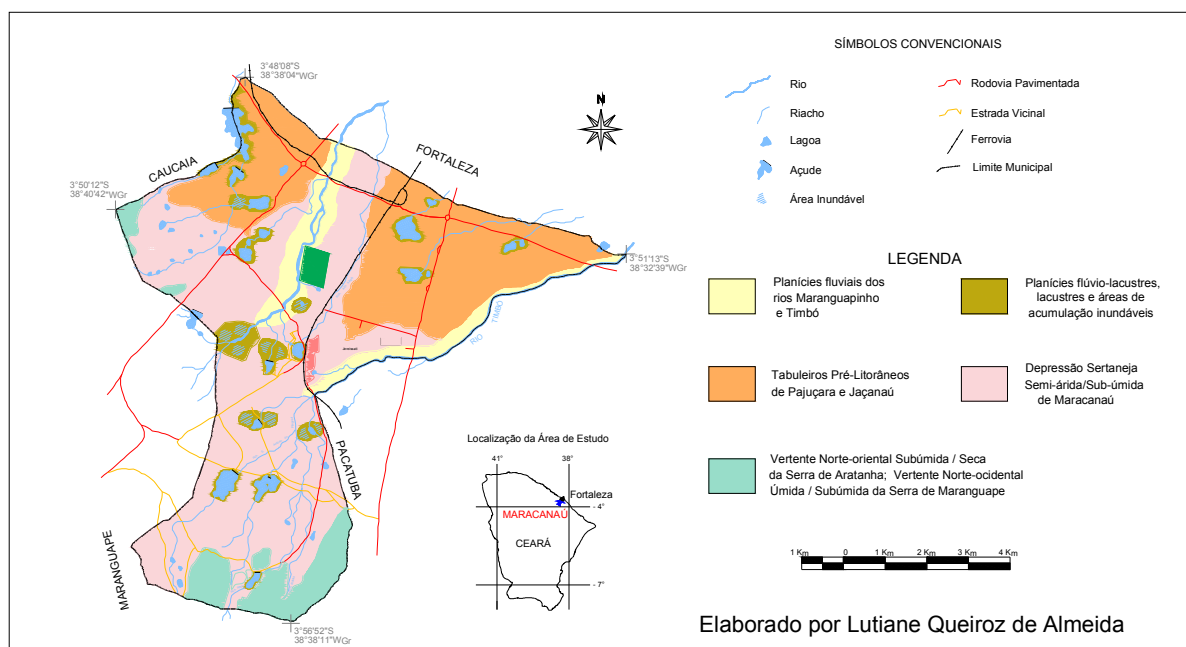 SÍMBOLOS CONVENCIONAIS
Rio
Riacho
Lagoa
Açude
Área Inundável
Rodovia Pavimentada
Estrada Vicinal
Ferrovia
Limite Municipal
N
3°48'08"S
38°38'04"WGr
CAUCAIA
FORTALEZA
3°50'12"S
38°40'42"WGr
3°51'13"S
38°32'39"WGr
RIO TIMBÓ
PACATUBA
MARANGUAPE
3°56'52"S
38°38'11"WGr
LEGENDA
Planícies fluviais dos
rios Maranguapinho
e Timbó
Planícies flúvio-lacustres,
lacustres e áreas de
acumulação inundáveis
Tabuleiros Pré-Litorâneos
de Pajuçara e Jaçanaú
Depressão Sertaneja
Semi-árida/Sub-úmida
de Maracanaú
Vertente Norte-oriental Subúmida / Seca
da Serra de Aratanha; Vertente Norte-ocidental
Úmida / Subúmida da Serra de Maranguape
Localização da Área de Estudo
41°
38°
Fortaleza
- 4°
MARACANAÚ
CEARÁ
- 7°
1 Km
0
1 Km
2 Km
3 Km
4 Km
Elaborado por Lutiane Queiroz de Almeida